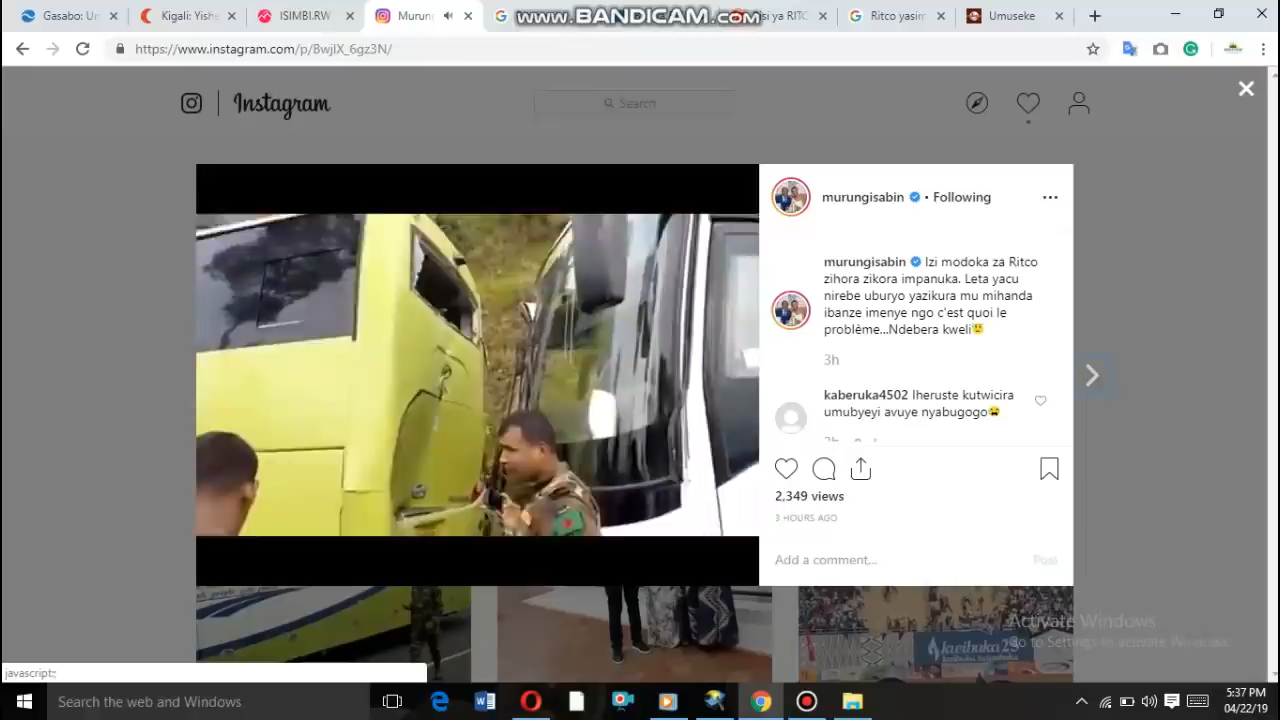 Gasabo: U
Kigali: Yishe
ISIMBI.RW
Murun
www.BANDICAM.com
si ya RITC
Ritco yasim
Umuseke
https://www.instagram.com/p/BwjIX_6gz3N/
Instagram
Search
murungisabin • Following
murungisabin Izi modoka za Ritco
zihora zikora impanuka. Leta yacu
nirebe uburyo yazikura mu mihanda
ibanze imenye ngo c'est quoi le
problème...Ndebera kweli
3h
kaberuka4502 Iheruste kutwicira
umubyeyi avuye nyabugogo
2,349 views
3 HOURS AGO
Add a comment...
Post
Activate Windows
Go to Settings to activate Windows.
kwibuka25
javascript:;
Search the web and Windows
5:37 PM
04/22/19